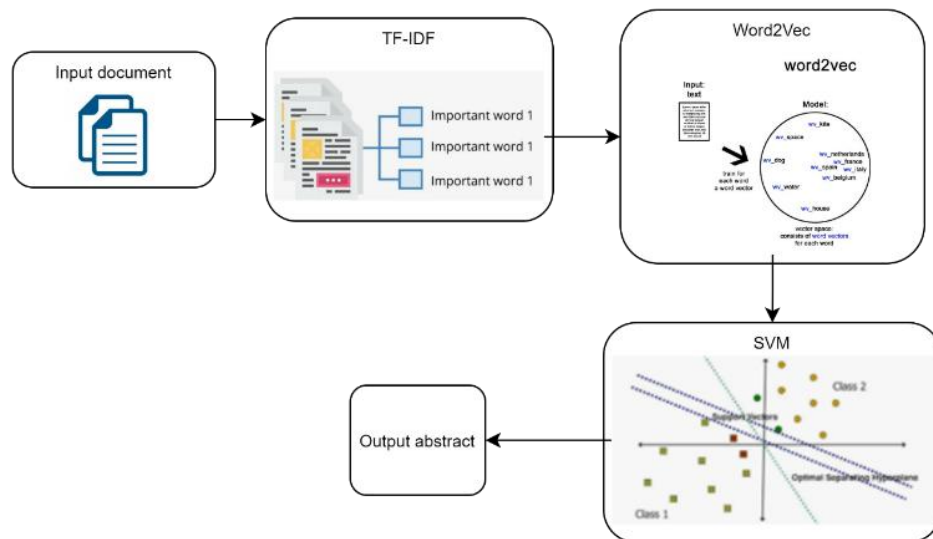 Input document
TF-IDF
Important word 1
Important word 1
Important word 1
Word2Vec
word2vec
Input:
text
Model:
wv_kite
wv_space
wv_dog
wv_netherlands
wv_france
wv_spain wv_italy
wv_belgium
wv_water
wv_house
train for
each word
a word vector
vector space:
consists of word vectors
for each word
SVM
Class 2
Support Vectors
Optimal Separating Hyperplane
Class 1
Output abstract